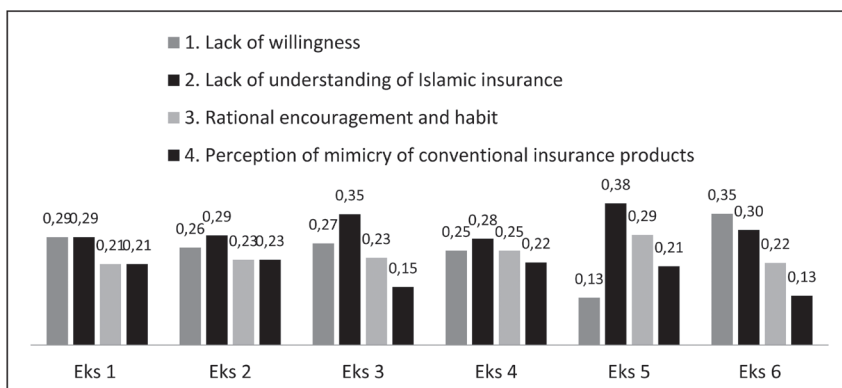 1. Lack of willingness
2. Lack of understanding of Islamic insurance
3. Rational encouragement and habit
4. Perception of mimicry of conventional insurance products
0,29 0,29 0,21 0,21
0,26 0,29 0,23 0,23
0,27 0,35 0,23 0,15
0,25 0,28 0,25 0,22
0,13 0,38 0,29 0,21
0,35 0,30 0,22 0,13
Eks 1 Eks 2 Eks 3 Eks 4 Eks 5 Eks 6